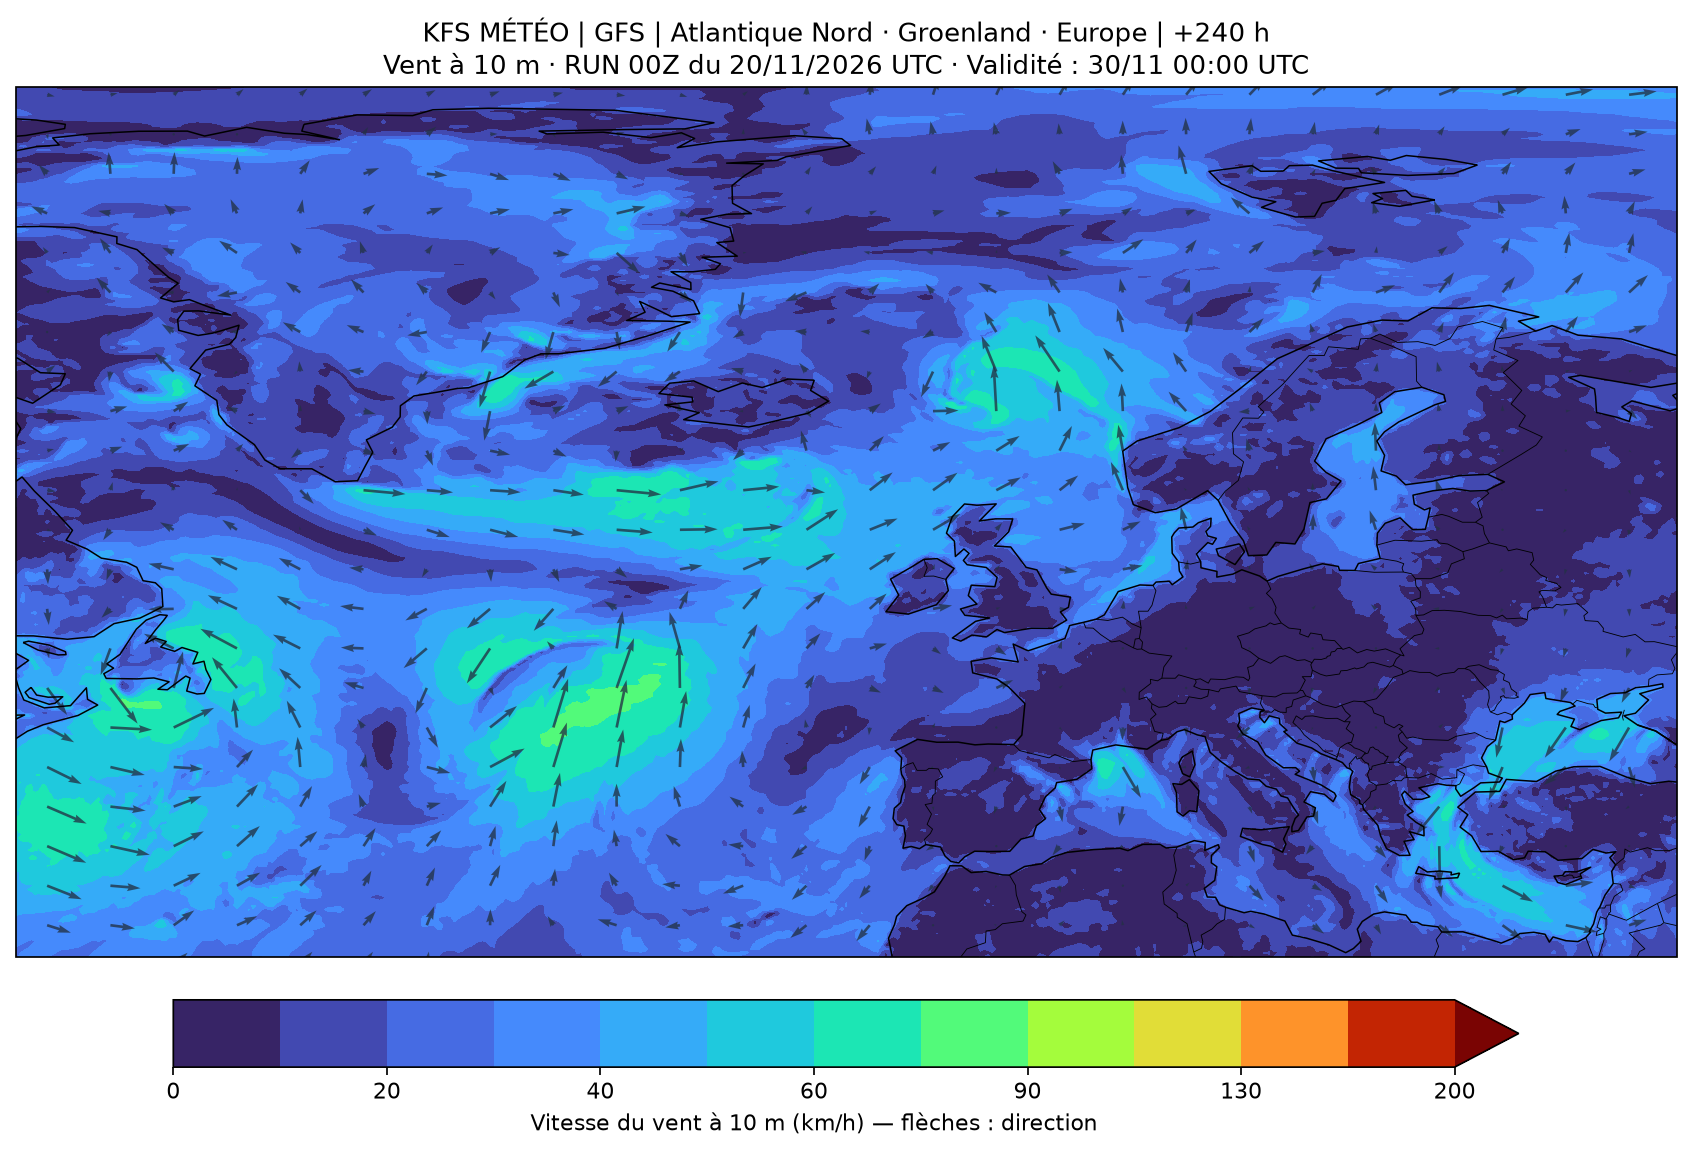 KFS MÉTÉO | GFS | Atlantique Nord · Groenland · Europe | +240 h
Vent à 10 m · RUN 00Z du 20/11/2026 UTC · Validité : 30/11 00:00 UTC
0 20 40 60 90 130 200
Vitesse du vent à 10 m (km/h) — flèches : direction